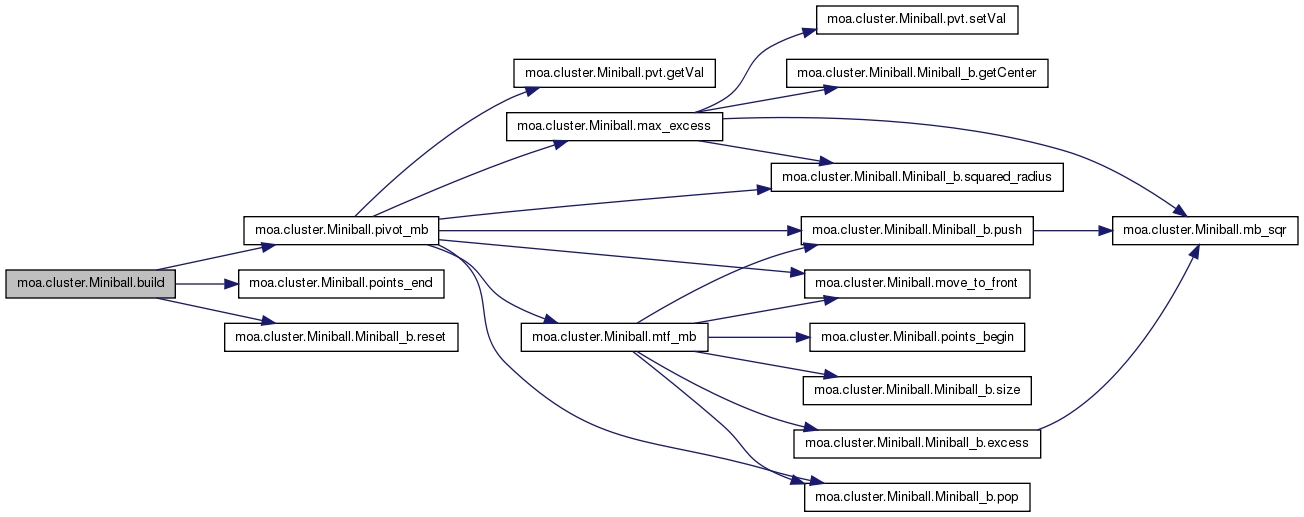 moa.cluster.Miniball.pvt.setVal
moa.cluster.Miniball.pvt.getVal
moa.cluster.Miniball.Miniball_b.getCenter
moa.cluster.Miniball.max_excess
moa.cluster.Miniball.Miniball_b.squared_radius
moa.cluster.Miniball.pivot_mb
moa.cluster.Miniball.Miniball_b.push
moa.cluster.Miniball.mb_sqr
moa.cluster.Miniball.build
moa.cluster.Miniball.points_end
moa.cluster.Miniball.move_to_front
moa.cluster.Miniball.Miniball_b.reset
moa.cluster.Miniball.mtf_mb
moa.cluster.Miniball.points_begin
moa.cluster.Miniball.Miniball_b.size
moa.cluster.Miniball.Miniball_b.excess
moa.cluster.Miniball.Miniball_b.pop